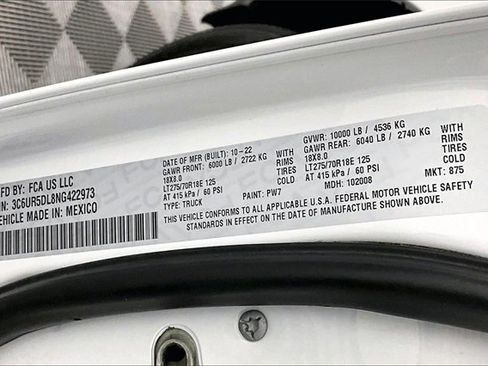 MFD BY: FCA US LLC
VIN: 3C6UR5DL8NG422973
VEHICLE MADE IN: MEXICO
DATE OF MFR (BUILT): 10-22
GAWR FRONT: 6000 LB / 2722 KG
18X8.0 RIMS WITH
LT275/70R18E 125 TIRES
AT 415 kPa / 60 PSI COLD
TYPE: TRUCK PAINT: PW7
GVWR: 10000 LB / 4536 KG
GAWR REAR: 6040 LB / 2740 KG
18X8.0 RIMS WITH
LT275/70R18E 125 TIRES
AT 415 kPa / 60 PSI COLD
MDH: 102008 MKT: 875
THIS VEHICLE CONFORMS TO ALL APPLICABLE U.S.A. FEDERAL MOTOR VEHICLE SAFETY
STANDARDS IN EFFECT ON THE DATE OF MANUFACTURE SHOWN ABOVE.